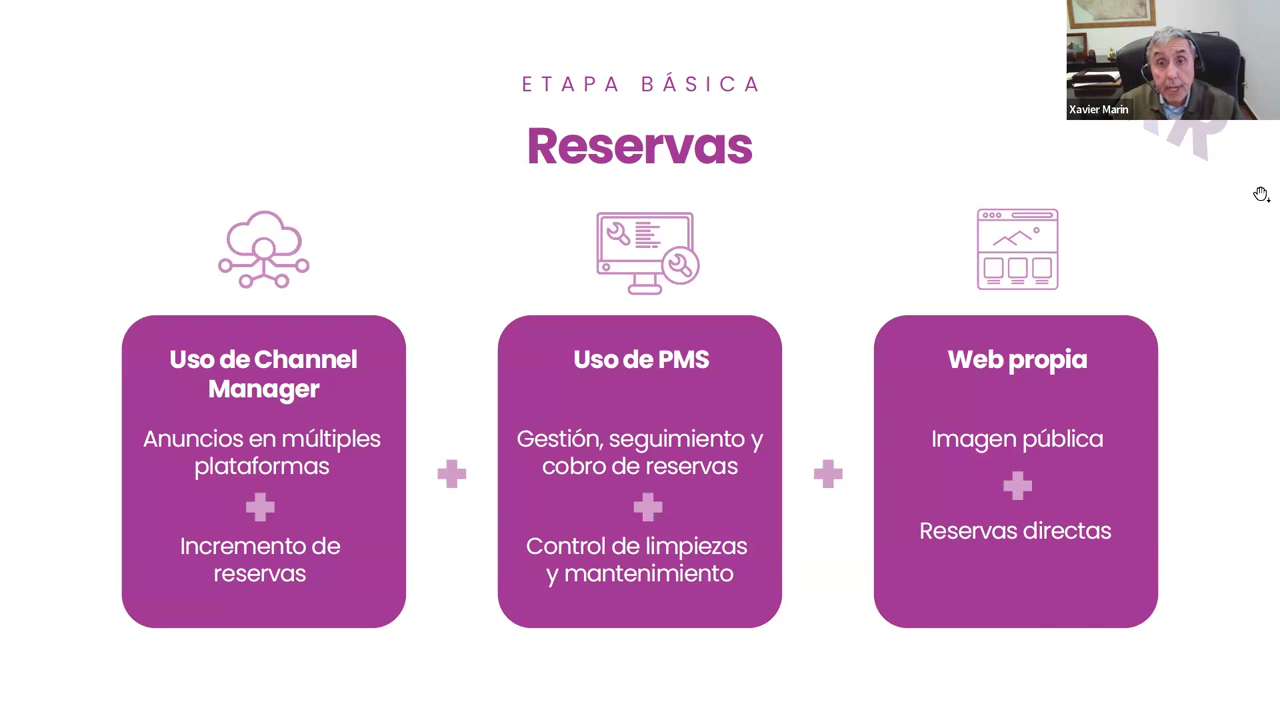 Xavier Marin
ETAPA BÁSICA
Reservas
Uso de Channel
Manager
Anuncios en múltiples
plataformas
Incremento de
reservas
Uso de PMS
Gestión, seguimiento y
cobro de reservas
Control de limpiezas
y mantenimiento
Web propia
Imagen pública
Reservas directas